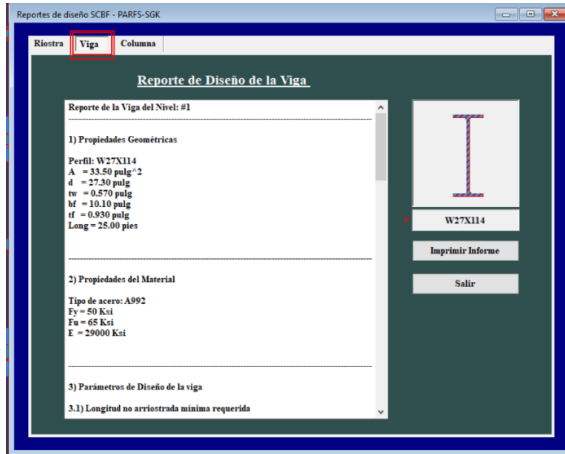 Reportes de diseño SCBF - PARFS-SGK
Riostra Viga Columna
Reporte de Diseño de la Viga
Reporte de la Viga del Nivel: #1
1) Propiedades Geométricas
Perfil: W27X114
A = 33.50 pulg^2
d = 27.30 pulg
tw = 0.570 pulg
bf = 10.10 pulg
tf = 0.930 pulg
Long = 25.00 pies
2) Propiedades del Material
Tipo de acero: A992
Fy = 50 Ksi
Fu = 65 Ksi
E = 29000 Ksi
3) Parámetros de Diseño de la viga
3.1) Longitud no arriostrada mínima requerida
W27X114
Imprimir Informe
Salir